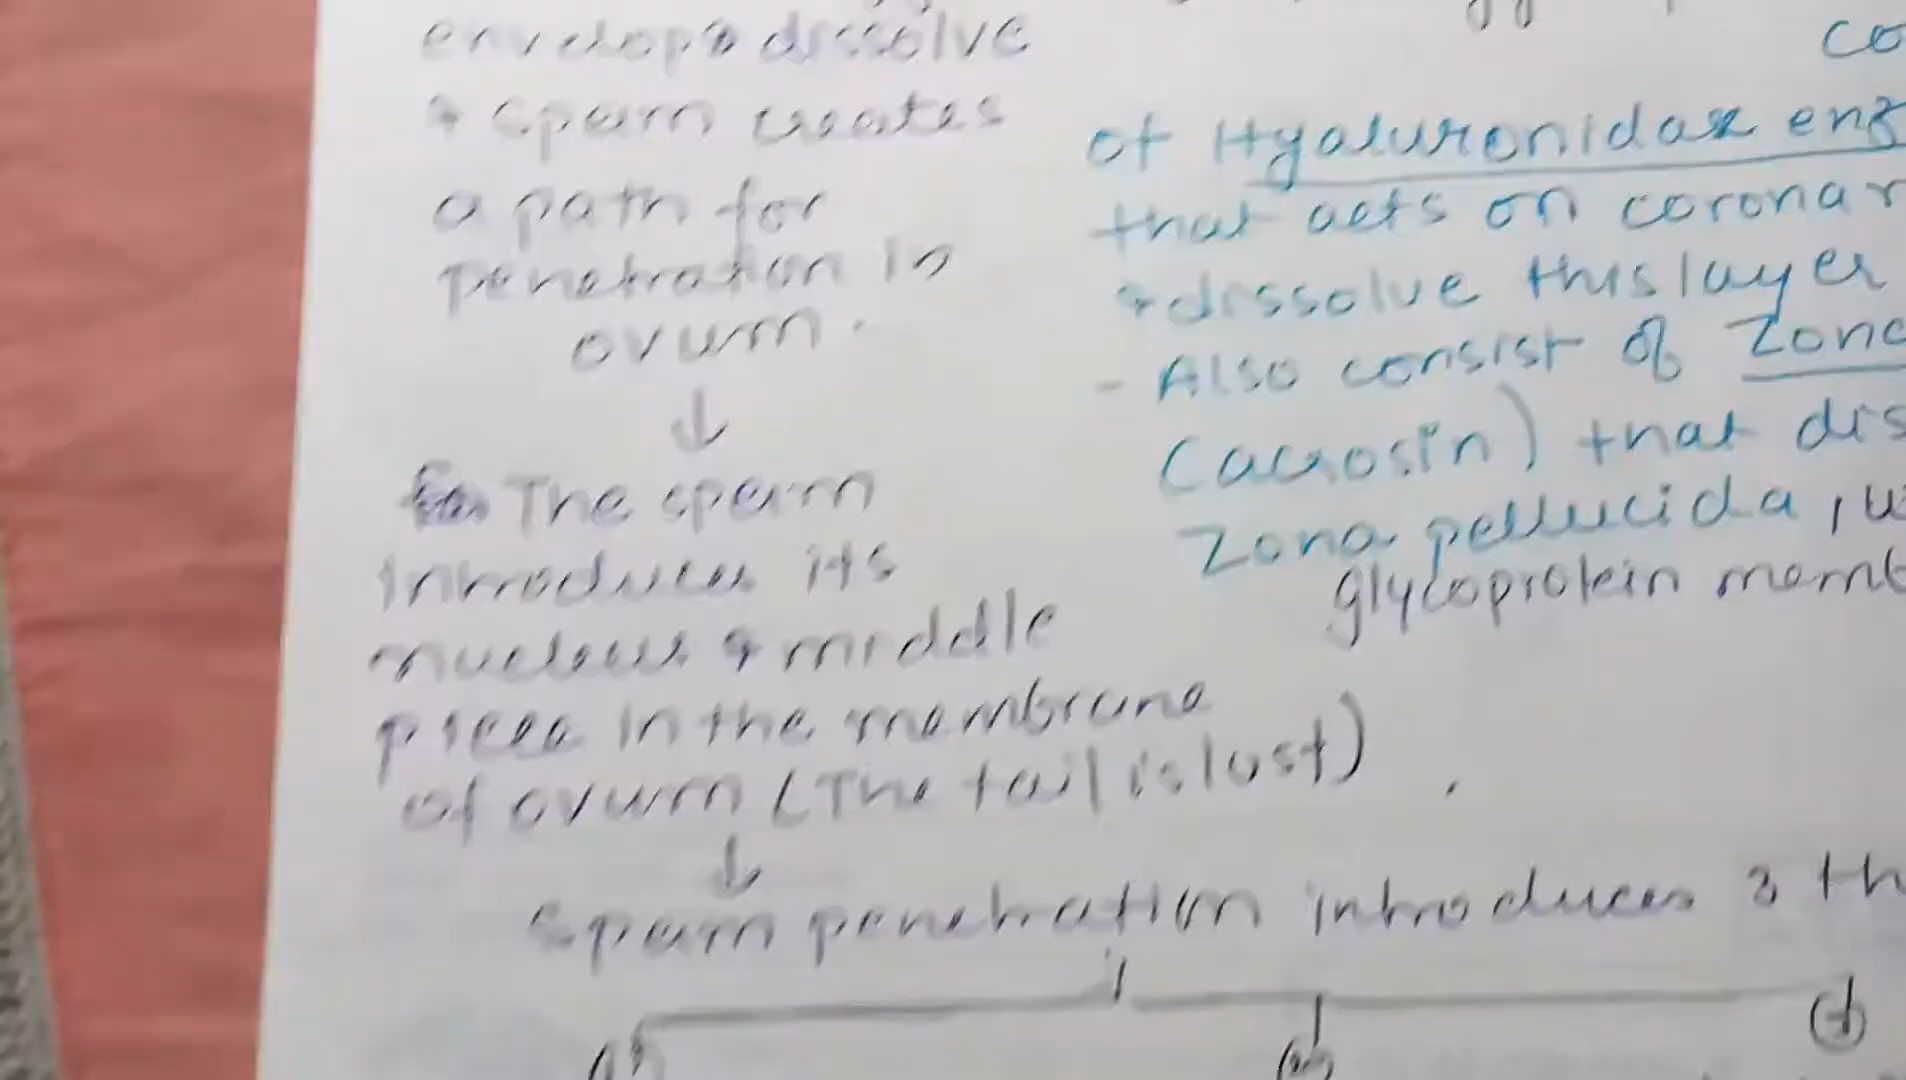 envelop & dissolve
& sperm creates
a path for
penetration in
ovum.
↓
The sperm
introduces its
nucleus & middle
piece in the membrane
of ovum (The tail is lost)
↓
sperm penetration introduces 3
co
of Hyaluronidase enz
that acts on corona r
& dissolve this layer
- Also consist of Zona
(acrosin) that dis
zona pellucida,
glycoprotein memb